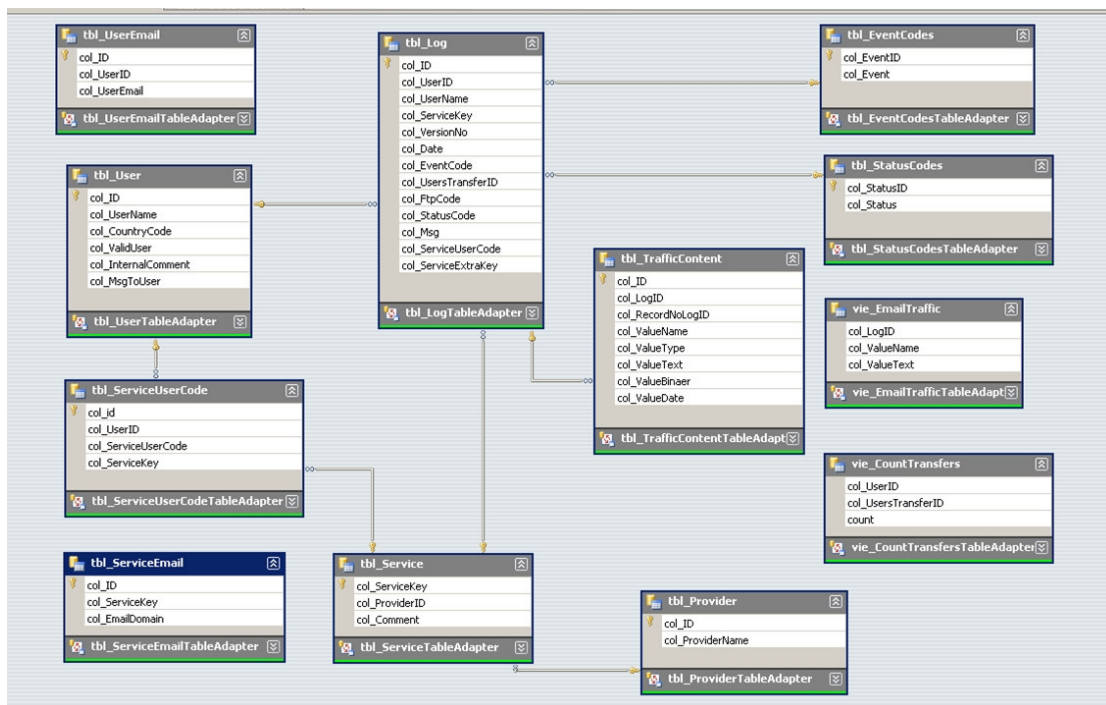 tbl_UserEmail
col_ID
col_UserID
col_UserEmail
tbl_UserEmailTableAdapter
tbl_Log
col_ID
col_UserID
col_UserName
col_ServiceKey
col_VersionNo
col_Date
col_EventCode
col_UsersTransferID
col_FtpCode
col_StatusCode
col_Msg
col_ServiceUserCode
col_ServiceExtraKey
tbl_LogTableAdapter
tbl_EventCodes
col_EventID
col_Event
tbl_EventCodesTableAdapter
tbl_User
col_ID
col_UserName
col_CountryCode
col_ValidUser
col_InternalComment
col_MsgToUser
tbl_UserTableAdapter
tbl_StatusCodes
col_StatusID
col_Status
tbl_StatusCodesTableAdapter
tbl_TrafficContent
col_ID
col_LogID
col_RecordNoLogID
col_ValueName
col_ValueType
col_ValueText
col_ValueBinaer
col_ValueDate
tbl_TrafficContentTableAdapt
vie_EmailTraffic
col_LogID
col_ValueName
col_ValueText
vie_EmailTrafficTableAdapt
tbl_ServiceUserCode
col_id
col_UserID
col_ServiceUserCode
col_ServiceKey
tbl_ServiceUserCodeTableAdapter
vie_CountTransfers
col_UserID
col_UsersTransferID
count
vie_CountTransfersTableAdapter
tbl_ServiceEmail
col_ID
col_ServiceKey
col_EmailDomain
tbl_ServiceEmailTableAdapter
tbl_Service
col_ServiceKey
col_ProviderID
col_Comment
tbl_ServiceTableAdapter
tbl_Provider
col_ID
col_ProviderName
tbl_ProviderTableAdapter